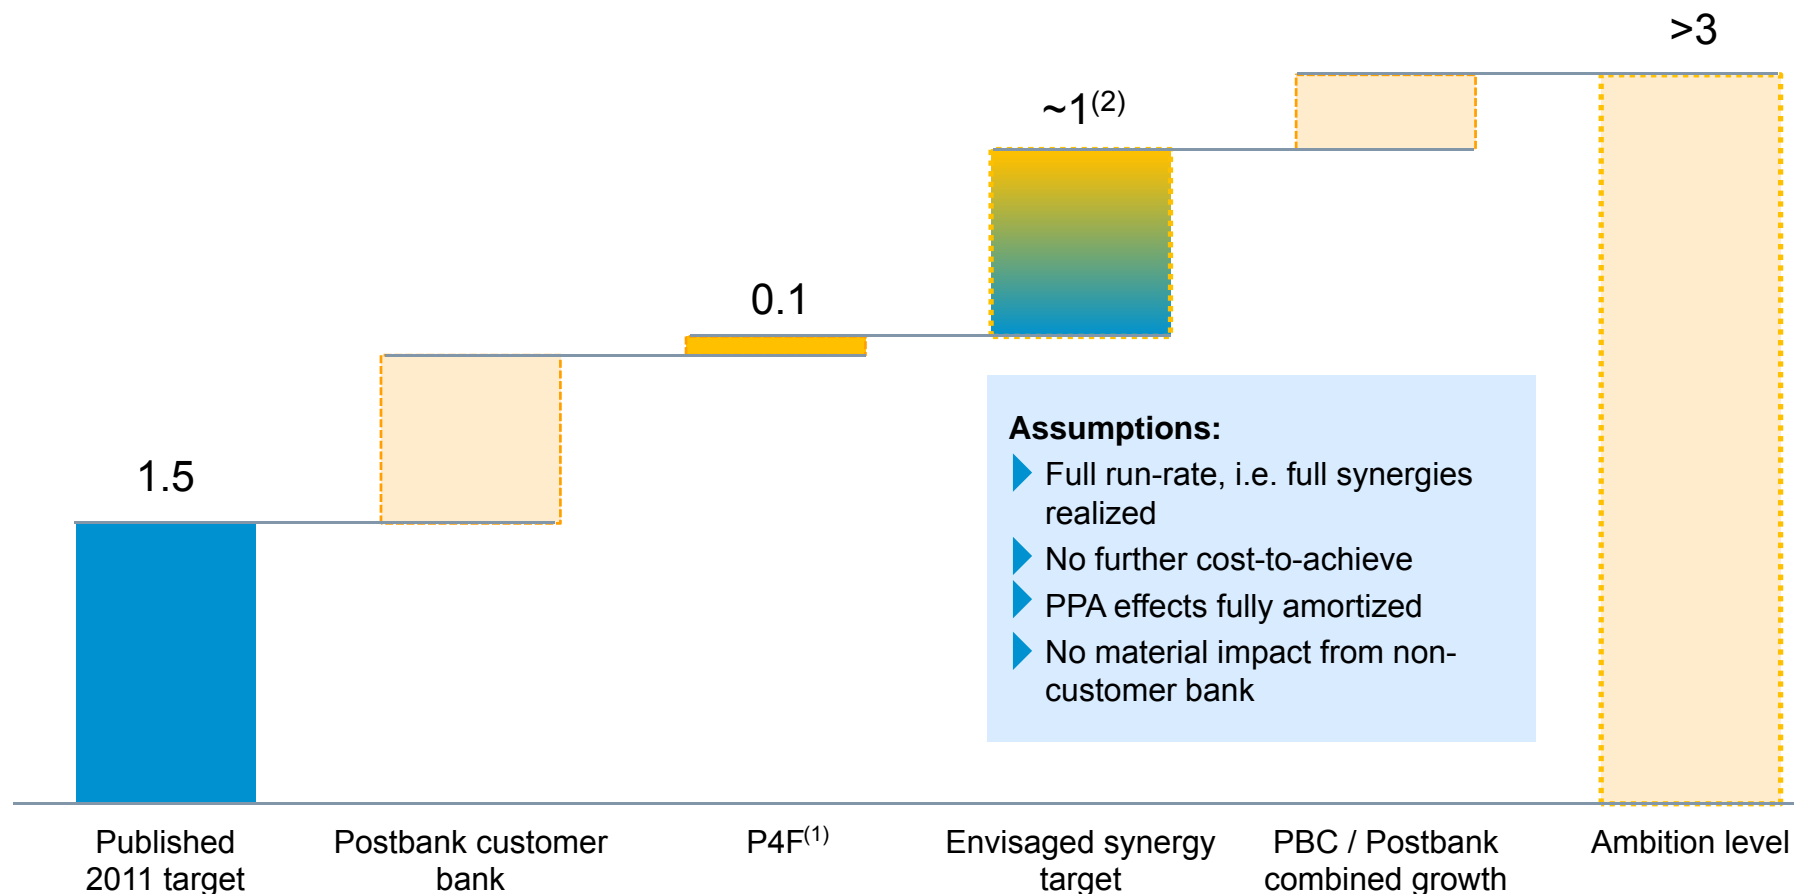 >3
~1(2)
0.1
1.5
Assumptions:
Full run-rate, i.e. full synergies
realized
No further cost-to-achieve
PPA effects fully amortized
No material impact from non-
customer bank
Published
2011 target
Postbank customer
bank
P4F(1)
Envisaged synergy
target
PBC / Postbank
combined growth
Ambition level